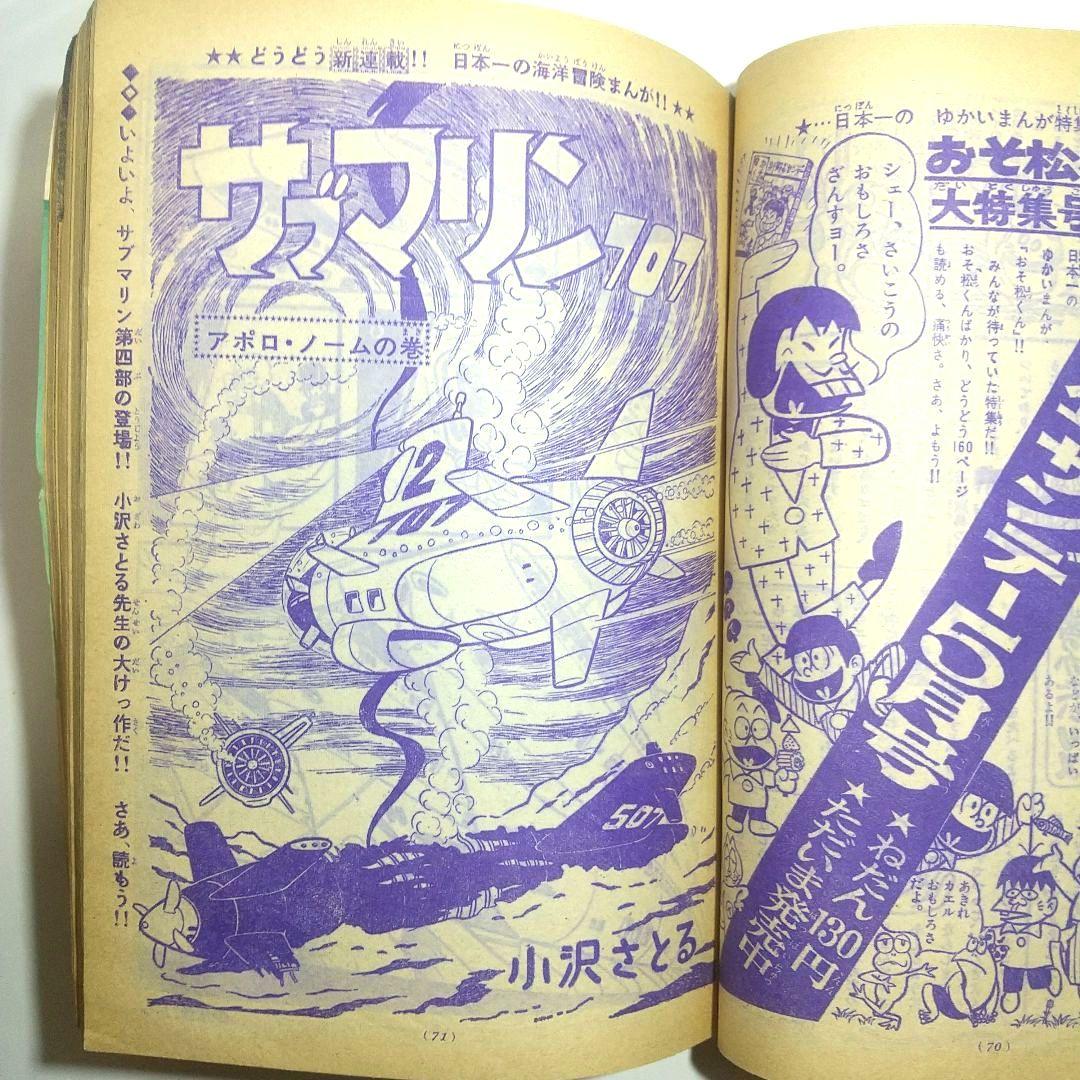 ★…日本一の ゆかいまんが特集
おそ松
大特集号
日本一の
ゆかいまんが
「おそ松くん」!!
みんなが待っていた特集だ!!
おそ松くんばかり、どうどう160ページ
も読める、痛快さ。さあ、よもう!!
シェー、さいこうの
おもしろさ
ざんすョー。
10月号
★ねだん130円
★ただいま発売中
いっぱい
あるよ!!
あきれ
カエル
おもしろさ
だよ。
(70)
★★どうどう新連載!! 日本一の海洋冒険まんが!!★★
サブマリン707
アポロ・ノームの巻
12
707
507
小沢さとる
いよいよ、サブマリン第四部の登場!! 小沢さとる先生の大けっ作だ!! さあ、読もう!!
(71)